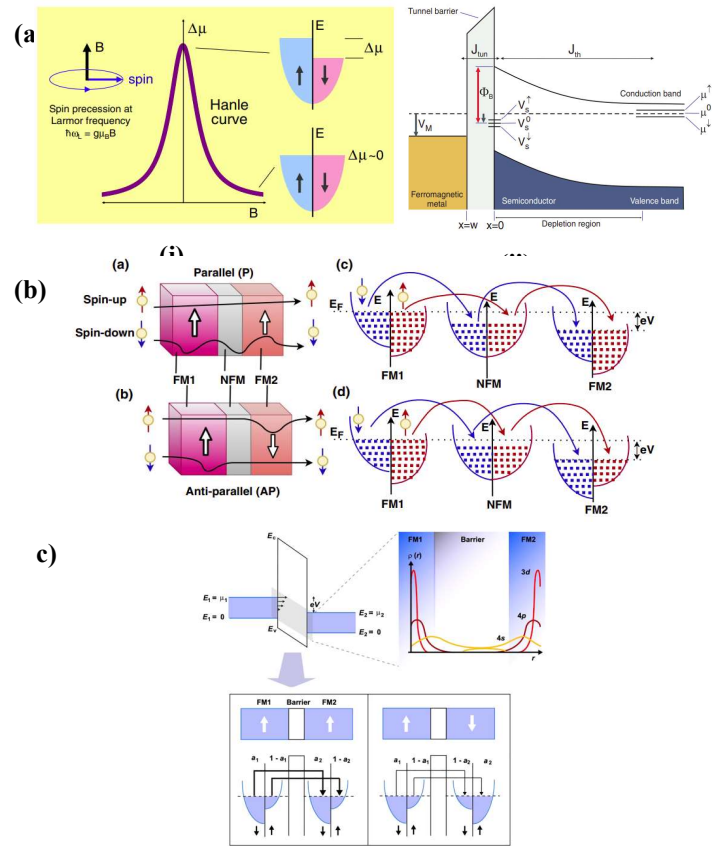 (a)
Δμ
B
spin
Spin precession at
Larmor frequency
ħω_L = gμ_B B
Hanle
curve
B
E
Δμ
E
Δμ~0
Tunnel barrier
J_tun
J_th
Φ_B
Conduction band
V_M
V_s^↑
V_s^0
V_s^↓
μ^↑
μ^0
μ^↓
Ferromagnetic
metal
Semiconductor
Valence band
x=w
x=0
Depletion region
(i)
(b)
(a)
Parallel (P)
Spin-up
Spin-down
FM1
NFM
FM2
(b)
Anti-parallel (AP)
(c)
E_F
E
E
E
eV
FM1
NFM
FM2
(d)
E_F
E
E
E
eV
FM1
NFM
FM2
c)
E_c
E_1 = μ_1
E_1 = 0
E_v
eV
E_2 = μ_2
E_2 = 0
FM1
Barrier
FM2
ρ (r)
3d
4p
4s
r
FM1 Barrier FM2
a_1 1 - a_1 a_2 1 - a_2
a_1 1 - a_1 1 - a_2 a_2